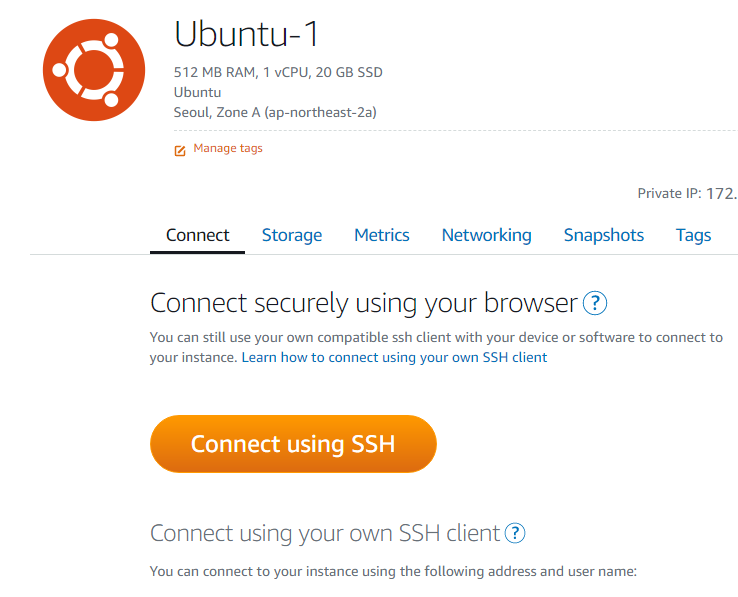 Ubuntu-1
512 MB RAM, 1 vCPU, 20 GB SSD
Ubuntu
Seoul, Zone A (ap-northeast-2a)
Manage tags
Private IP: 172.
Connect Storage Metrics Networking Snapshots Tags
Connect securely using your browser ?
You can still use your own compatible ssh client with your device or software to connect to
your instance. Learn how to connect using your own SSH client
Connect using SSH
Connect using your own SSH client ?
You can connect to your instance using the following address and user name: